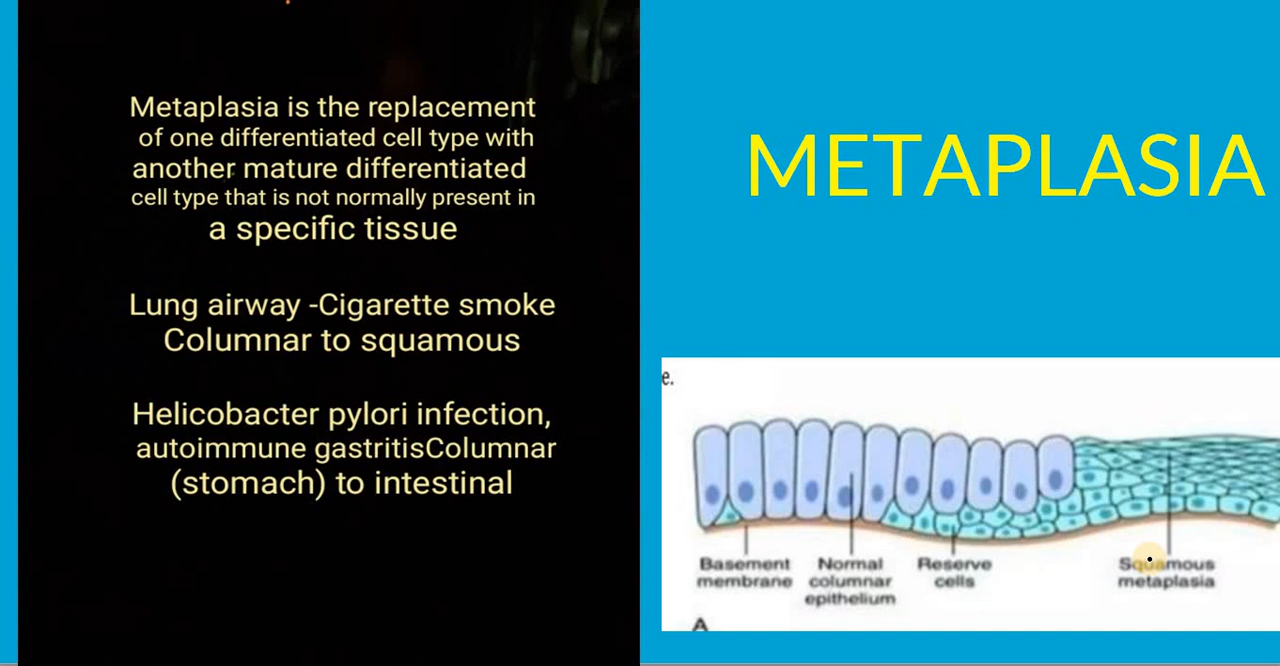 Metaplasia is the replacement
of one differentiated cell type with
another mature differentiated
cell type that is not normally present in
a specific tissue
Lung airway -Cigarette smoke
Columnar to squamous
Helicobacter pylori infection,
autoimmune gastritisColumnar
(stomach) to intestinal
METAPLASIA
e.
Basement
membrane
Normal
columnar
epithelium
Reserve
cells
Squamous
metaplasia
A